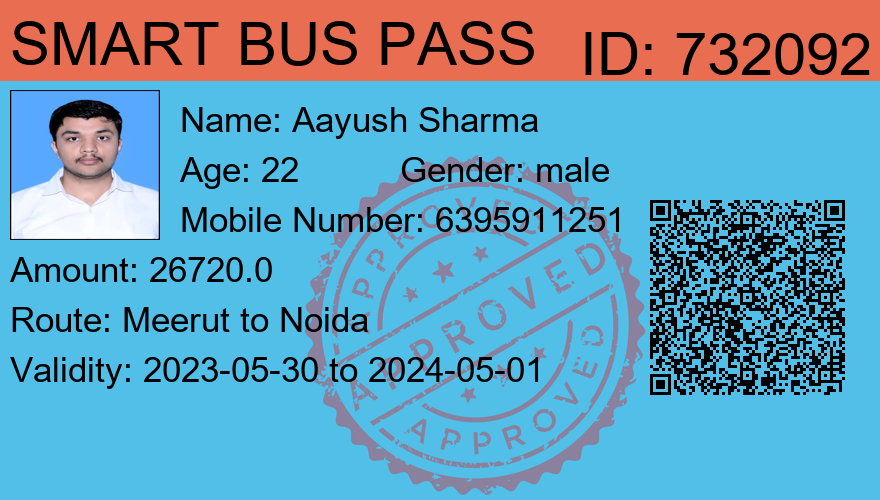 SMART BUS PASS ID: 732092
Name: Aayush Sharma
Age: 22 Gender: male
Mobile Number: 6395911251
Amount: 26720.0
Route: Meerut to Noida
Validity: 2023-05-30 to 2024-05-01
APPROVED
APPROVED
APPROVED